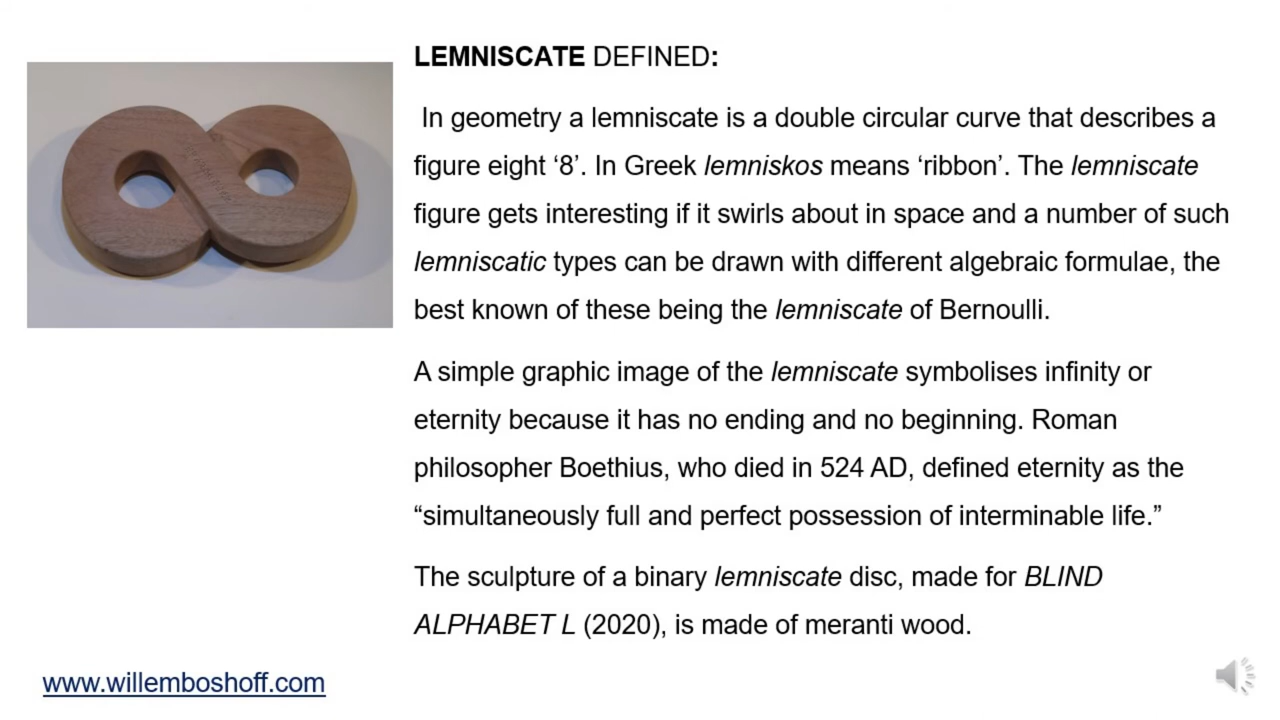 LEMNISCATE DEFINED:
In geometry a lemniscate is a double circular curve that describes a
figure eight ‘8’. In Greek lemniskos means ‘ribbon’. The lemniscate
figure gets interesting if it swirls about in space and a number of such
lemniscatic types can be drawn with different algebraic formulae, the
best known of these being the lemniscate of Bernoulli.
A simple graphic image of the lemniscate symbolises infinity or
eternity because it has no ending and no beginning. Roman
philosopher Boethius, who died in 524 AD, defined eternity as the
“simultaneously full and perfect possession of interminable life.”
The sculpture of a binary lemniscate disc, made for BLIND
ALPHABET L (2020), is made of meranti wood.
www.willemboshoff.com